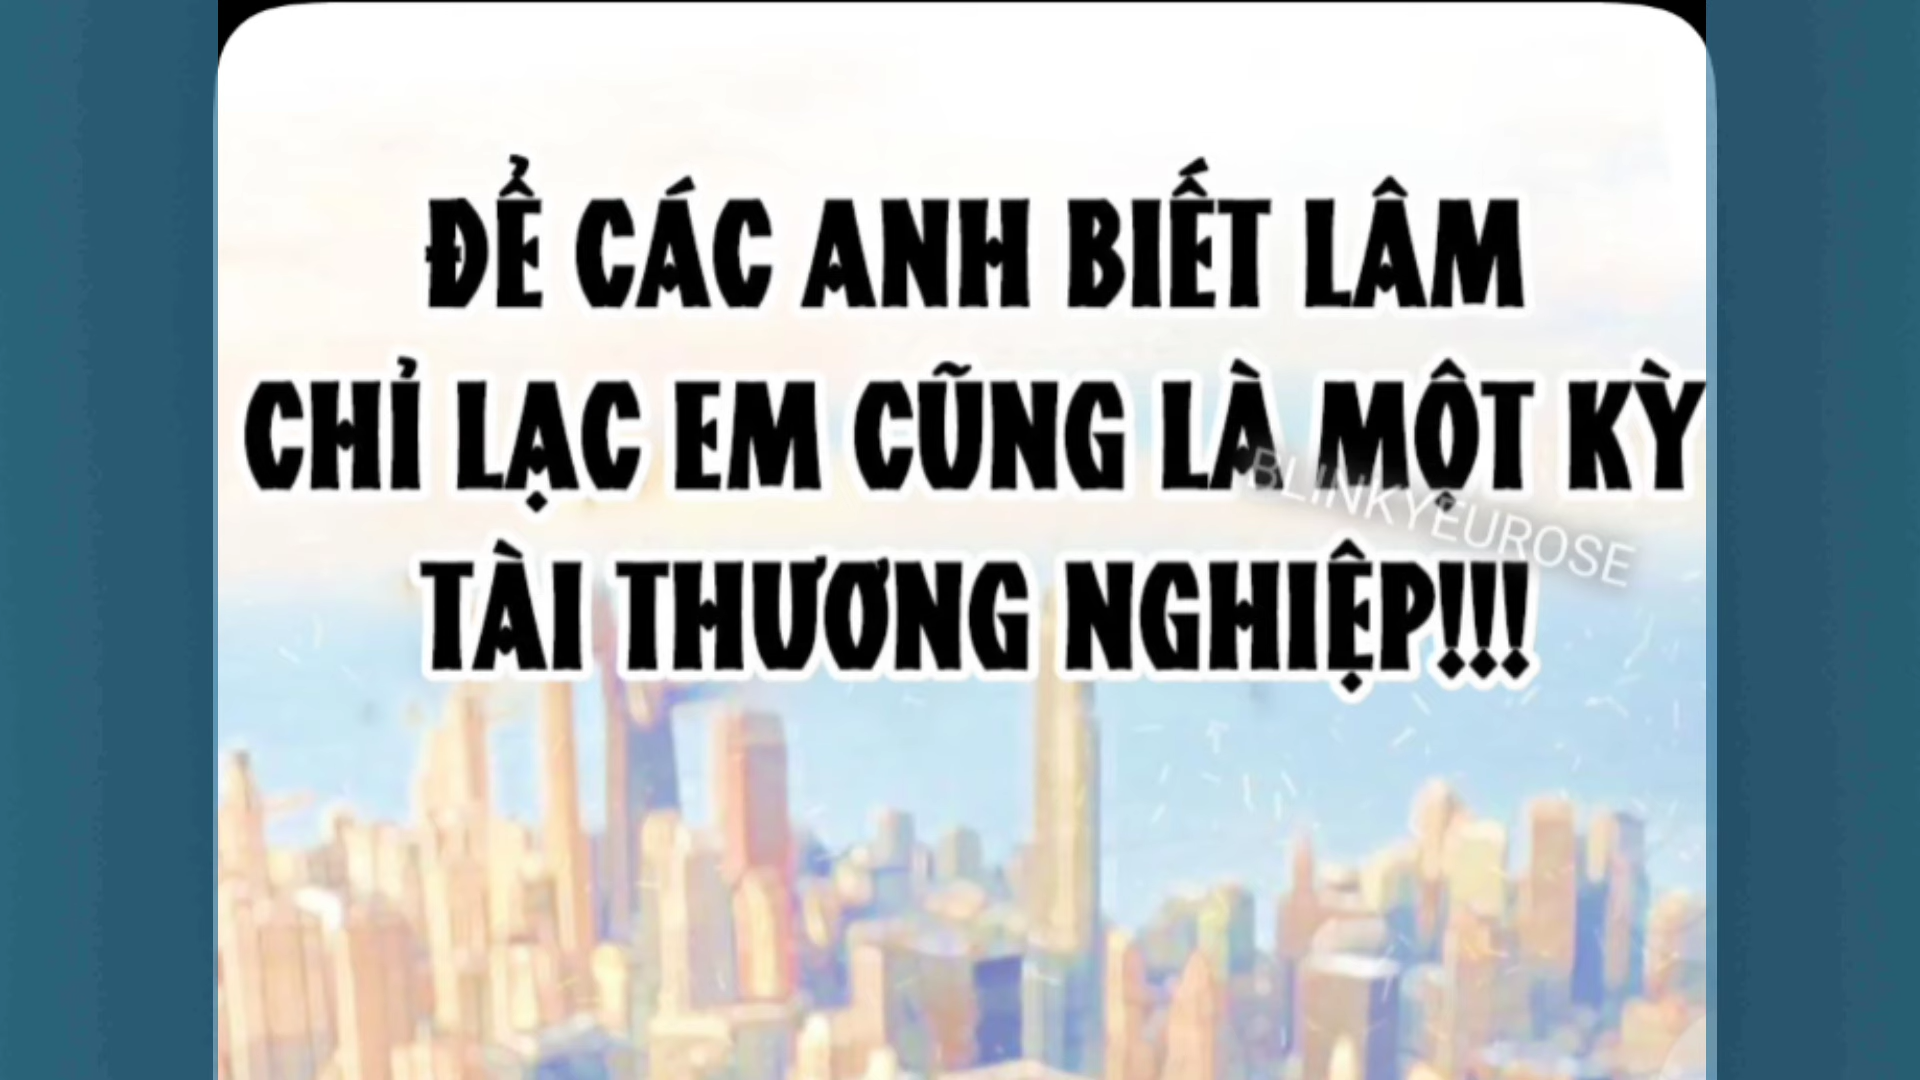 ĐỂ CÁC ANH BIẾT LÂM
CHỈ LẠC EM CŨNG LÀ MỘT KỲ
TÀI THƯƠNG NGHIỆP!!!
BLINKYEUROSE